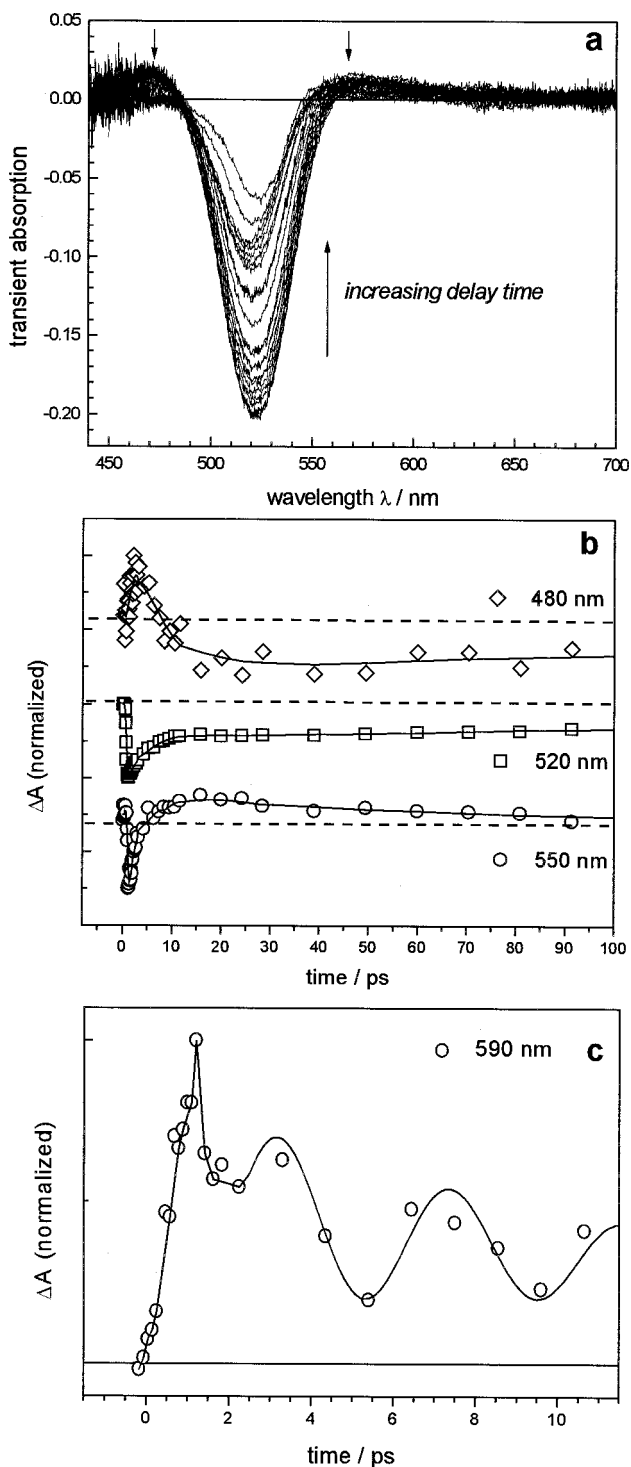 a
0.05
0.00
-0.05
-0.10
-0.15
-0.20
transient absorption
increasing delay time
450 500 550 600 650 700
wavelength λ / nm
b
480 nm
520 nm
550 nm
ΔA (normalized)
0 10 20 30 40 50 60 70 80 90 100
time / ps
c
590 nm
ΔA (normalized)
0 2 4 6 8 10
time / ps